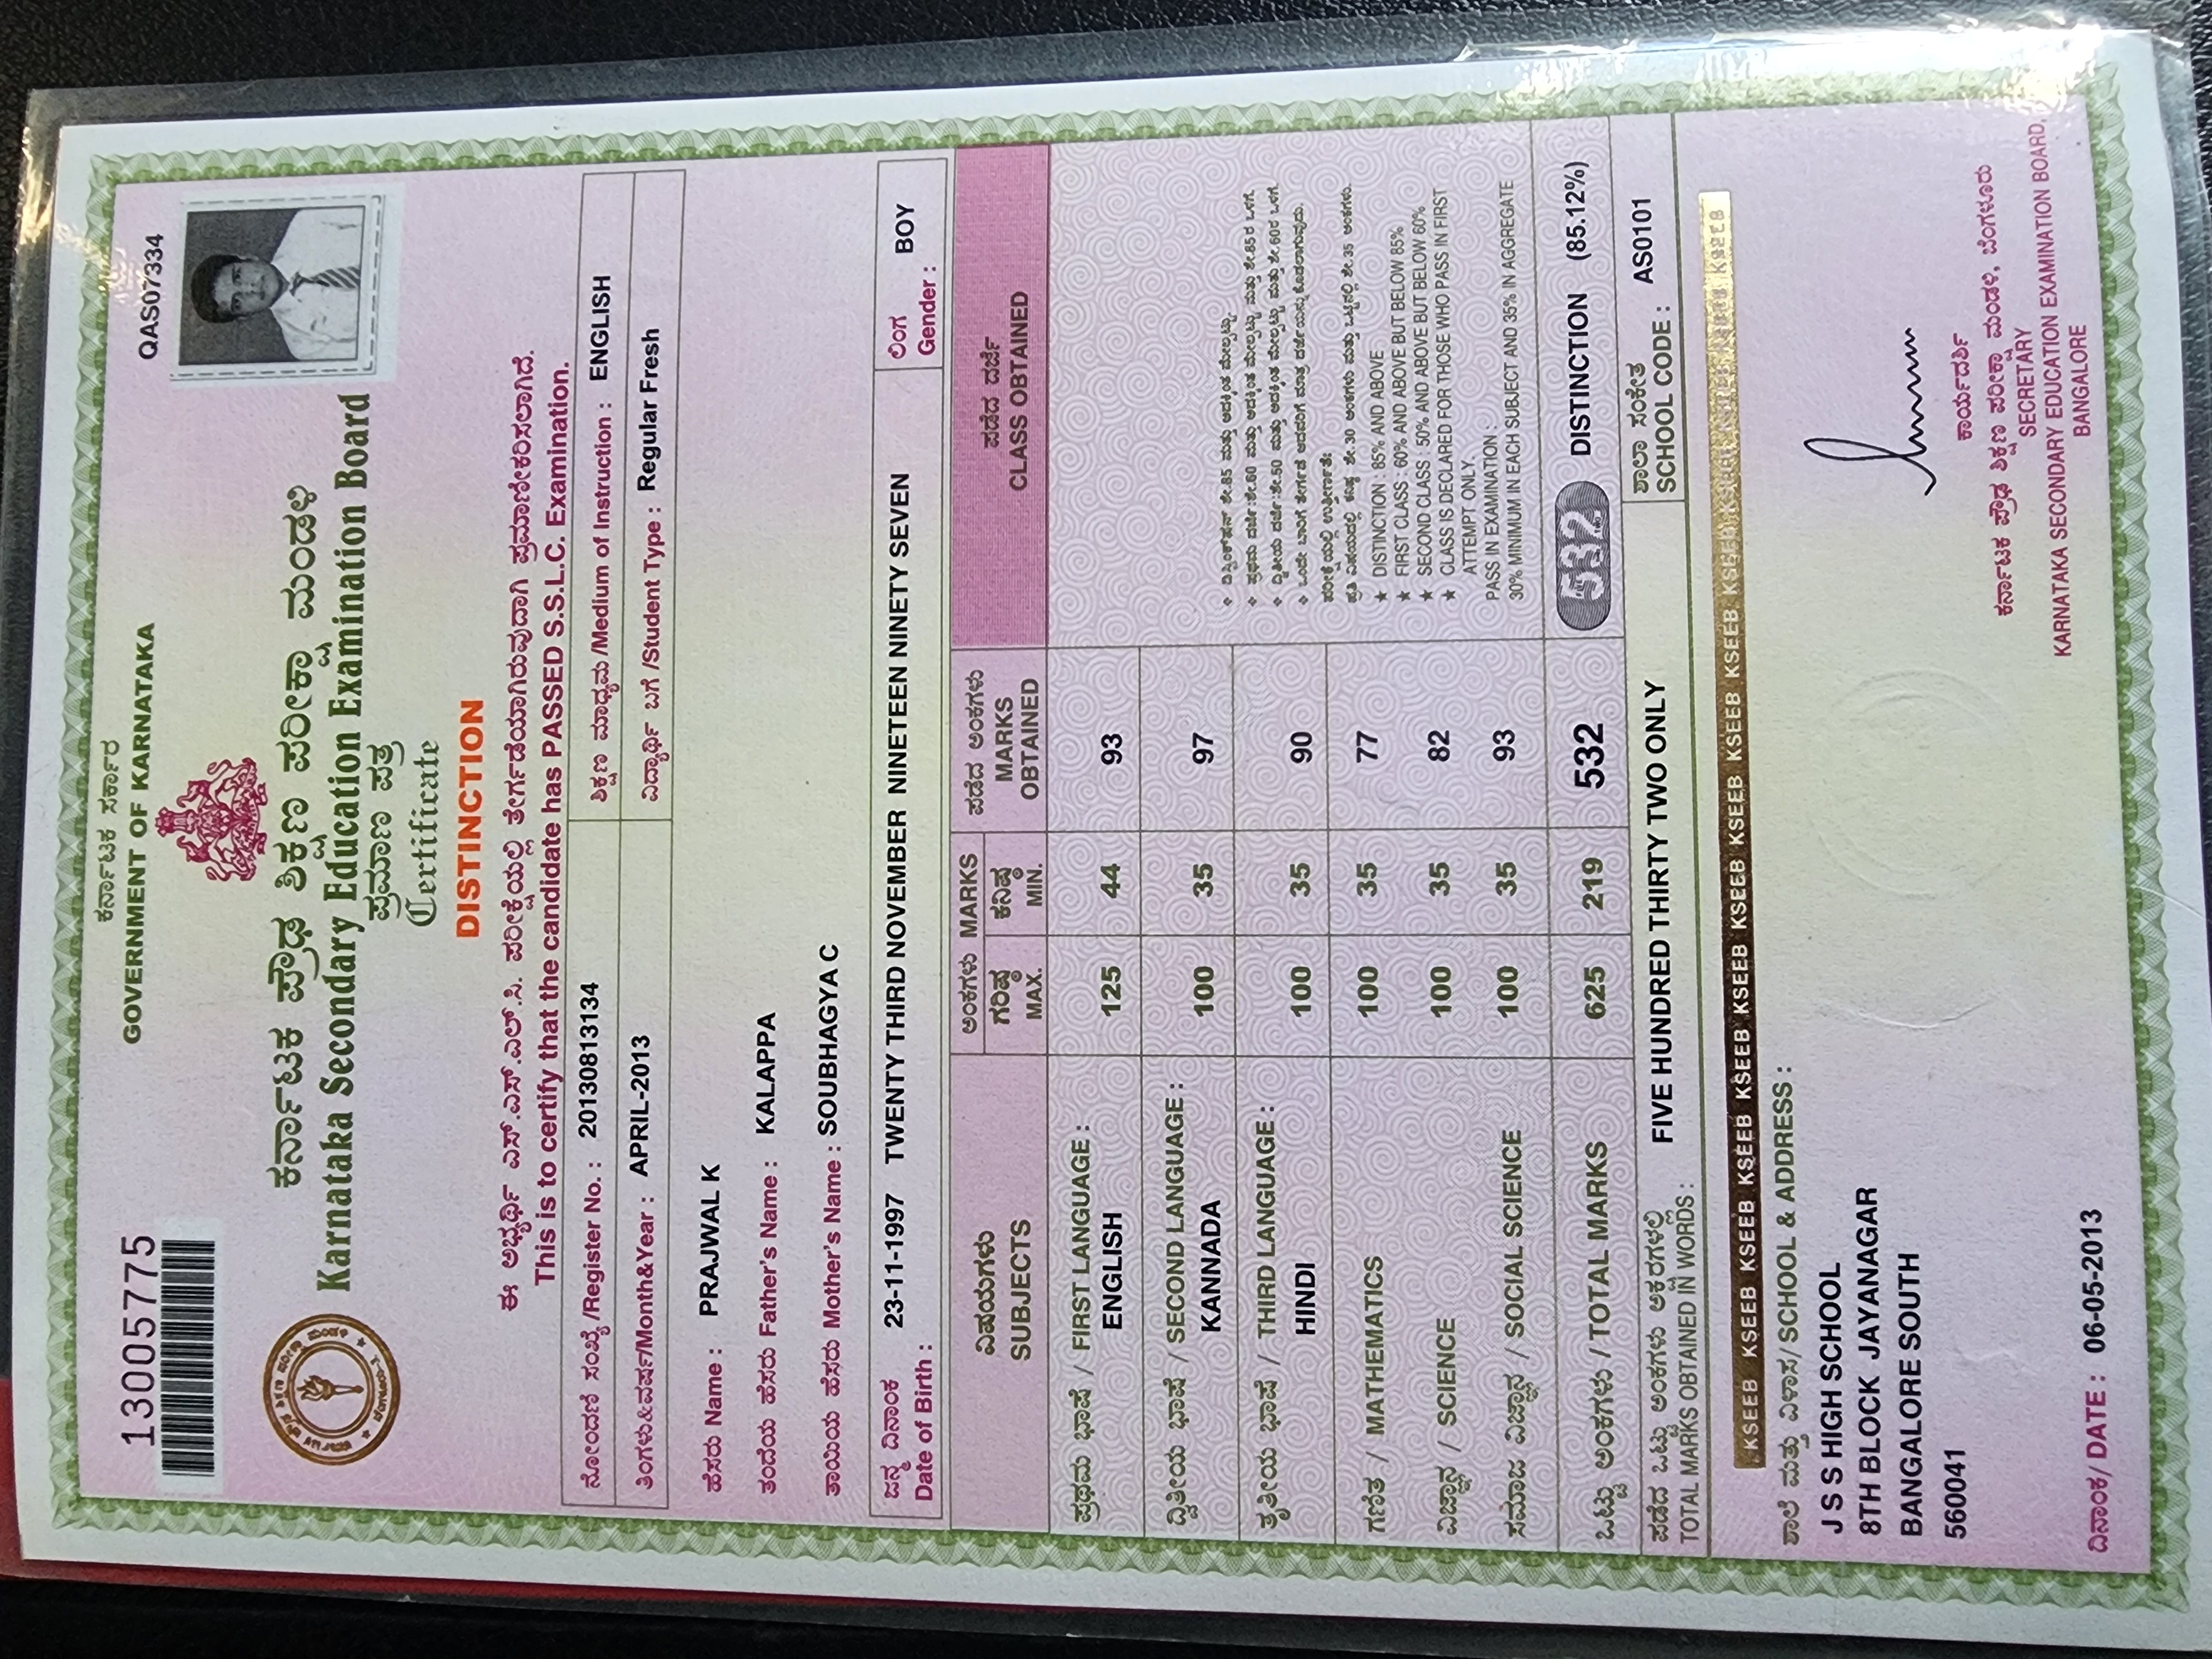 ಕರ್ನಾಟಕ ಸರ್ಕಾರ
GOVERNMENT OF KARNATAKA
13005775
QAS07334
ಕರ್ನಾಟಕ ಪ್ರೌಢ ಶಿಕ್ಷಣ ಪರೀಕ್ಷಾ ಮಂಡಳಿ
Karnataka Secondary Education Examination Board
ಪ್ರಮಾಣ ಪತ್ರ
Certificate
DISTINCTION
ಈ ಅಭ್ಯರ್ಥಿ ಎಸ್.ಎಸ್.ಎಲ್.ಸಿ. ಪರೀಕ್ಷೆಯಲ್ಲಿ ತೇರ್ಗಡೆಯಾಗಿರುವುದಾಗಿ ಪ್ರಮಾಣೀಕರಿಸಲಾಗಿದೆ.
This is to certify that the candidate has PASSED S.S.L.C. Examination.
ನೋಂದಣಿ ಸಂಖ್ಯೆ /Register No. : 20130813134
ಶಿಕ್ಷಣ ಮಾಧ್ಯಮ /Medium of Instruction : ENGLISH
ತಿಂಗಳು&ವರ್ಷ/Month&Year : APRIL-2013
ವಿದ್ಯಾರ್ಥಿ ಬಗೆ /Student Type : Regular Fresh
ಹೆಸರು Name : PRAJWAL K
ತಂದೆಯ ಹೆಸರು Father's Name : KALAPPA
ತಾಯಿಯ ಹೆಸರು Mother's Name : SOUBHAGYA C
ಜನ್ಮ ದಿನಾಂಕ 23-11-1997 TWENTY THIRD NOVEMBER NINETEEN NINETY SEVEN
Date of Birth :
ಲಿಂಗ BOY
Gender :
ವಿಷಯಗಳು
SUBJECTS
ಅಂಕಗಳು MARKS
ಗರಿಷ್ಠ
MAX.
ಕನಿಷ್ಠ
MIN.
ಪಡೆದ ಅಂಕಗಳು
MARKS
OBTAINED
ಪಡೆದ ದರ್ಜೆ
CLASS OBTAINED
ಪ್ರಥಮ ಭಾಷೆ / FIRST LANGUAGE :
ENGLISH 125 44 93
ದ್ವಿತೀಯ ಭಾಷೆ / SECOND LANGUAGE :
KANNADA 100 35 97
ತೃತೀಯ ಭಾಷೆ / THIRD LANGUAGE :
HINDI 100 35 90
ಗಣಿತ / MATHEMATICS 100 35 77
ವಿಜ್ಞಾನ / SCIENCE 100 35 82
ಸಮಾಜ ವಿಜ್ಞಾನ / SOCIAL SCIENCE 100 35 93
❖ ಡಿಸ್ಟಿಂಕ್ಷನ್ ಶೇ.85 ಮತ್ತು ಅದಕ್ಕಿಂತ ಮೇಲ್ಪಟ್ಟು.
❖ ಪ್ರಥಮ ದರ್ಜೆ:ಶೇ.60 ಮತ್ತು ಅದಕ್ಕಿಂತ ಮೇಲ್ಪಟ್ಟು ಮತ್ತು ಶೇ.85ರ ಒಳಗೆ.
❖ ದ್ವಿತೀಯ ದರ್ಜೆ:ಶೇ.50 ಮತ್ತು ಅದಕ್ಕಿಂತ ಮೇಲ್ಪಟ್ಟು ಮತ್ತು ಶೇ.60ರ ಒಳಗೆ.
❖ ಒಂದೇ ಬಾರಿಗೆ ತೇರ್ಗಡೆ ಆದವರಿಗೆ ಮಾತ್ರ ದರ್ಜೆಯನ್ನು ಕೊಡಲಾಗುವುದು.
ಪರೀಕ್ಷೆಯಲ್ಲಿ ಉತ್ತೀರ್ಣತೆ:
ಪ್ರತಿ ವಿಷಯದಲ್ಲಿ ಕನಿಷ್ಠ ಶೇ.30 ಅಂಕಗಳು ಮತ್ತು ಒಟ್ಟಿನಲ್ಲಿ ಶೇ.35 ಅಂಕಗಳು.
★ DISTINCTION : 85% AND ABOVE
★ FIRST CLASS : 60% AND ABOVE BUT BELOW 85%
★ SECOND CLASS : 50% AND ABOVE BUT BELOW 60%
★ CLASS IS DECLARED FOR THOSE WHO PASS IN FIRST
ATTEMPT ONLY.
PASS IN EXAMINATION :
30% MINIMUM IN EACH SUBJECT AND 35% IN AGGREGATE
ಒಟ್ಟು ಅಂಕಗಳು / TOTAL MARKS 625 219 532 532 DISTINCTION (85.12%)
ಪಡೆದ ಒಟ್ಟು ಅಂಕಗಳು ಅಕ್ಷರಗಳಲ್ಲಿ
TOTAL MARKS OBTAINED IN WORDS : FIVE HUNDRED THIRTY TWO ONLY
ಶಾಲಾ ಸಂಕೇತ
SCHOOL CODE : AS0101
KSEEB KSEEB KSEEB KSEEB KSEEB KSEEB KSEEB KSEEB KSEEB KSEEB KSEEB KSEEB KSEEB KSEEB KSEEB
ಶಾಲೆ ಮತ್ತು ವಿಳಾಸ/ SCHOOL & ADDRESS :
J S S HIGH SCHOOL
8TH BLOCK JAYANAGAR
BANGALORE SOUTH
560041
ಕಾರ್ಯದರ್ಶಿ
ಕರ್ನಾಟಕ ಪ್ರೌಢ ಶಿಕ್ಷಣ ಪರೀಕ್ಷಾ ಮಂಡಳಿ, ಬೆಂಗಳೂರು
SECRETARY
KARNATAKA SECONDARY EDUCATION EXAMINATION BOARD,
BANGALORE
ದಿನಾಂಕ/ DATE : 06-05-2013